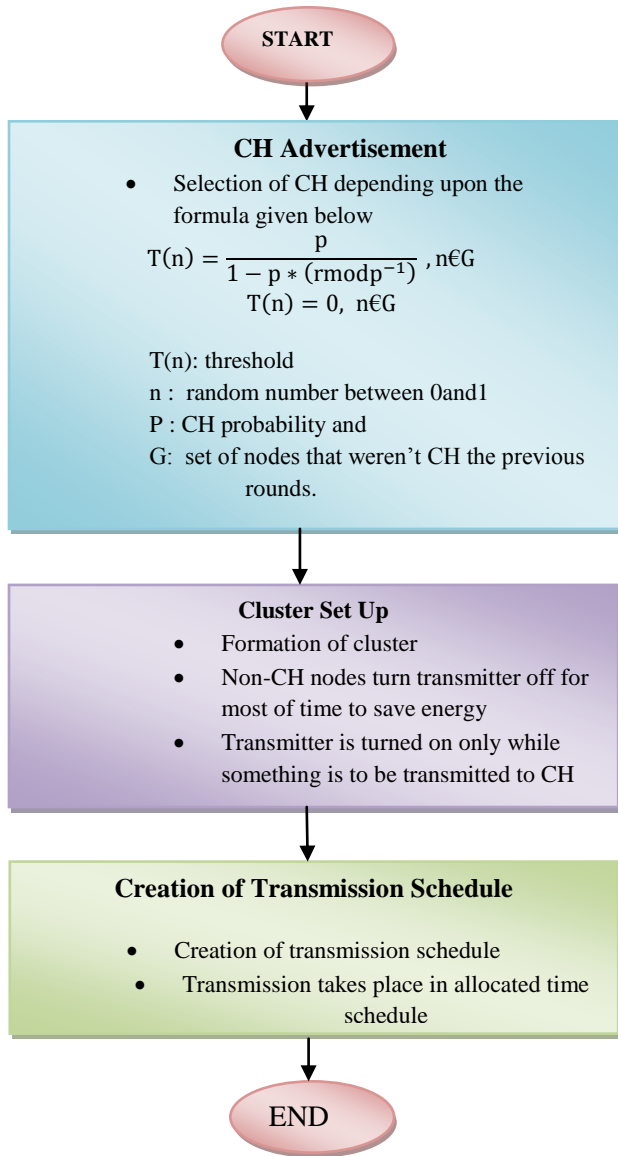 START
CH Advertisement
• Selection of CH depending upon the
formula given below
T(n) = p / (1 − p ∗ (rmodp⁻¹)) , n€G
T(n) = 0, n€G
T(n): threshold
n : random number between 0and1
P : CH probability and
G: set of nodes that weren’t CH the previous
rounds.
Cluster Set Up
• Formation of cluster
• Non-CH nodes turn transmitter off for
most of time to save energy
• Transmitter is turned on only while
something is to be transmitted to CH
Creation of Transmission Schedule
• Creation of transmission schedule
• Transmission takes place in allocated time
schedule
END